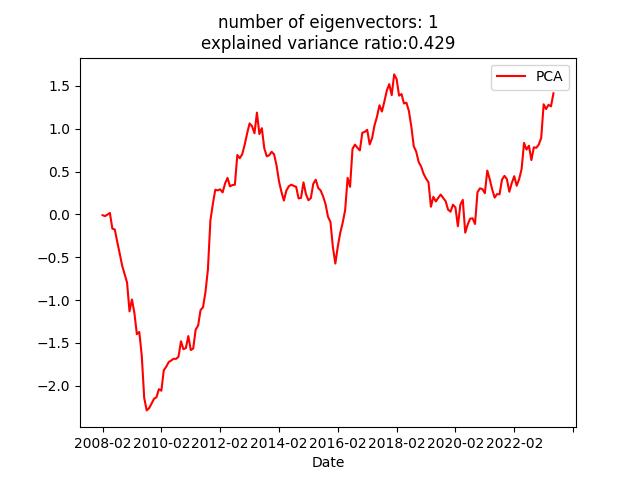 number of eigenvectors: 1
explained variance ratio:0.429
PCA
1.5
1.0
0.5
0.0
−0.5
−1.0
−1.5
−2.0
2008-02 2010-02 2012-02 2014-02 2016-02 2018-02 2020-02 2022-02
Date